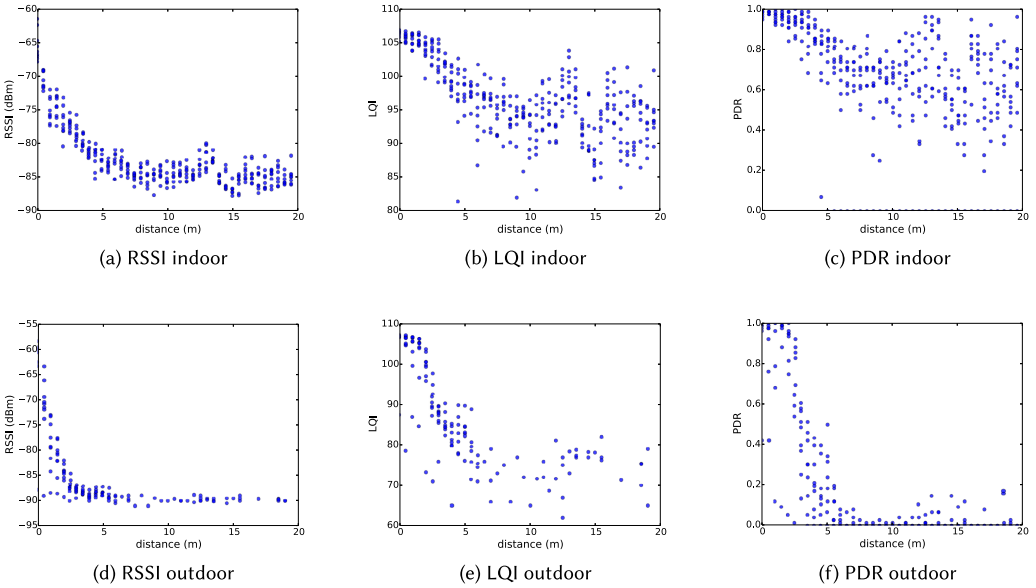 −60
−65
−70
−75
−80
−85
−90
RSSI (dBm)
0 5 10 15 20
distance (m)
(a) RSSI indoor
110
105
100
95
90
85
80
LQI
0 5 10 15 20
distance (m)
(b) LQI indoor
1.0
0.8
0.6
0.4
0.2
0.0
PDR
0 5 10 15 20
distance (m)
(c) PDR indoor
−55
−60
−65
−70
−75
−80
−85
−90
−95
RSSI (dBm)
0 5 10 15 20
distance (m)
(d) RSSI outdoor
110
100
90
80
70
60
LQI
0 5 10 15 20
distance (m)
(e) LQI outdoor
1.0
0.8
0.6
0.4
0.2
0.0
PDR
0 5 10 15 20
distance (m)
(f) PDR outdoor